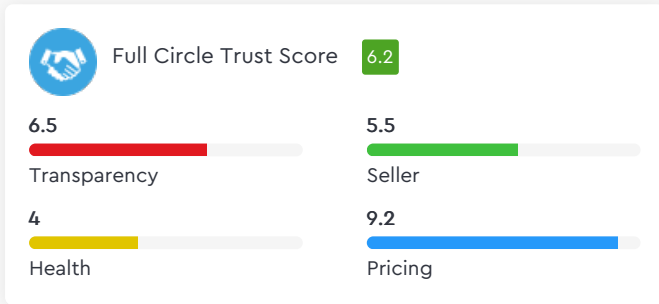 Full Circle Trust Score 6.2
6.5
Transparency
5.5
Seller
4
Health
9.2
Pricing